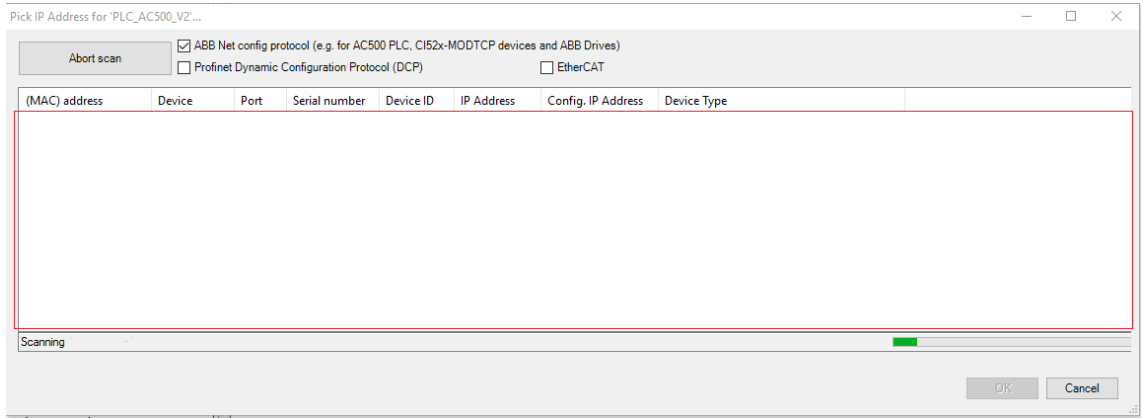 Pick IP Address for 'PLC_AC500_V2'...
Abort scan
ABB Net config protocol (e.g. for AC500 PLC, CI52x-MODTCP devices and ABB Drives)
Profinet Dynamic Configuration Protocol (DCP) EtherCAT
(MAC) address Device Port Serial number Device ID IP Address Config. IP Address Device Type
Scanning
OK Cancel